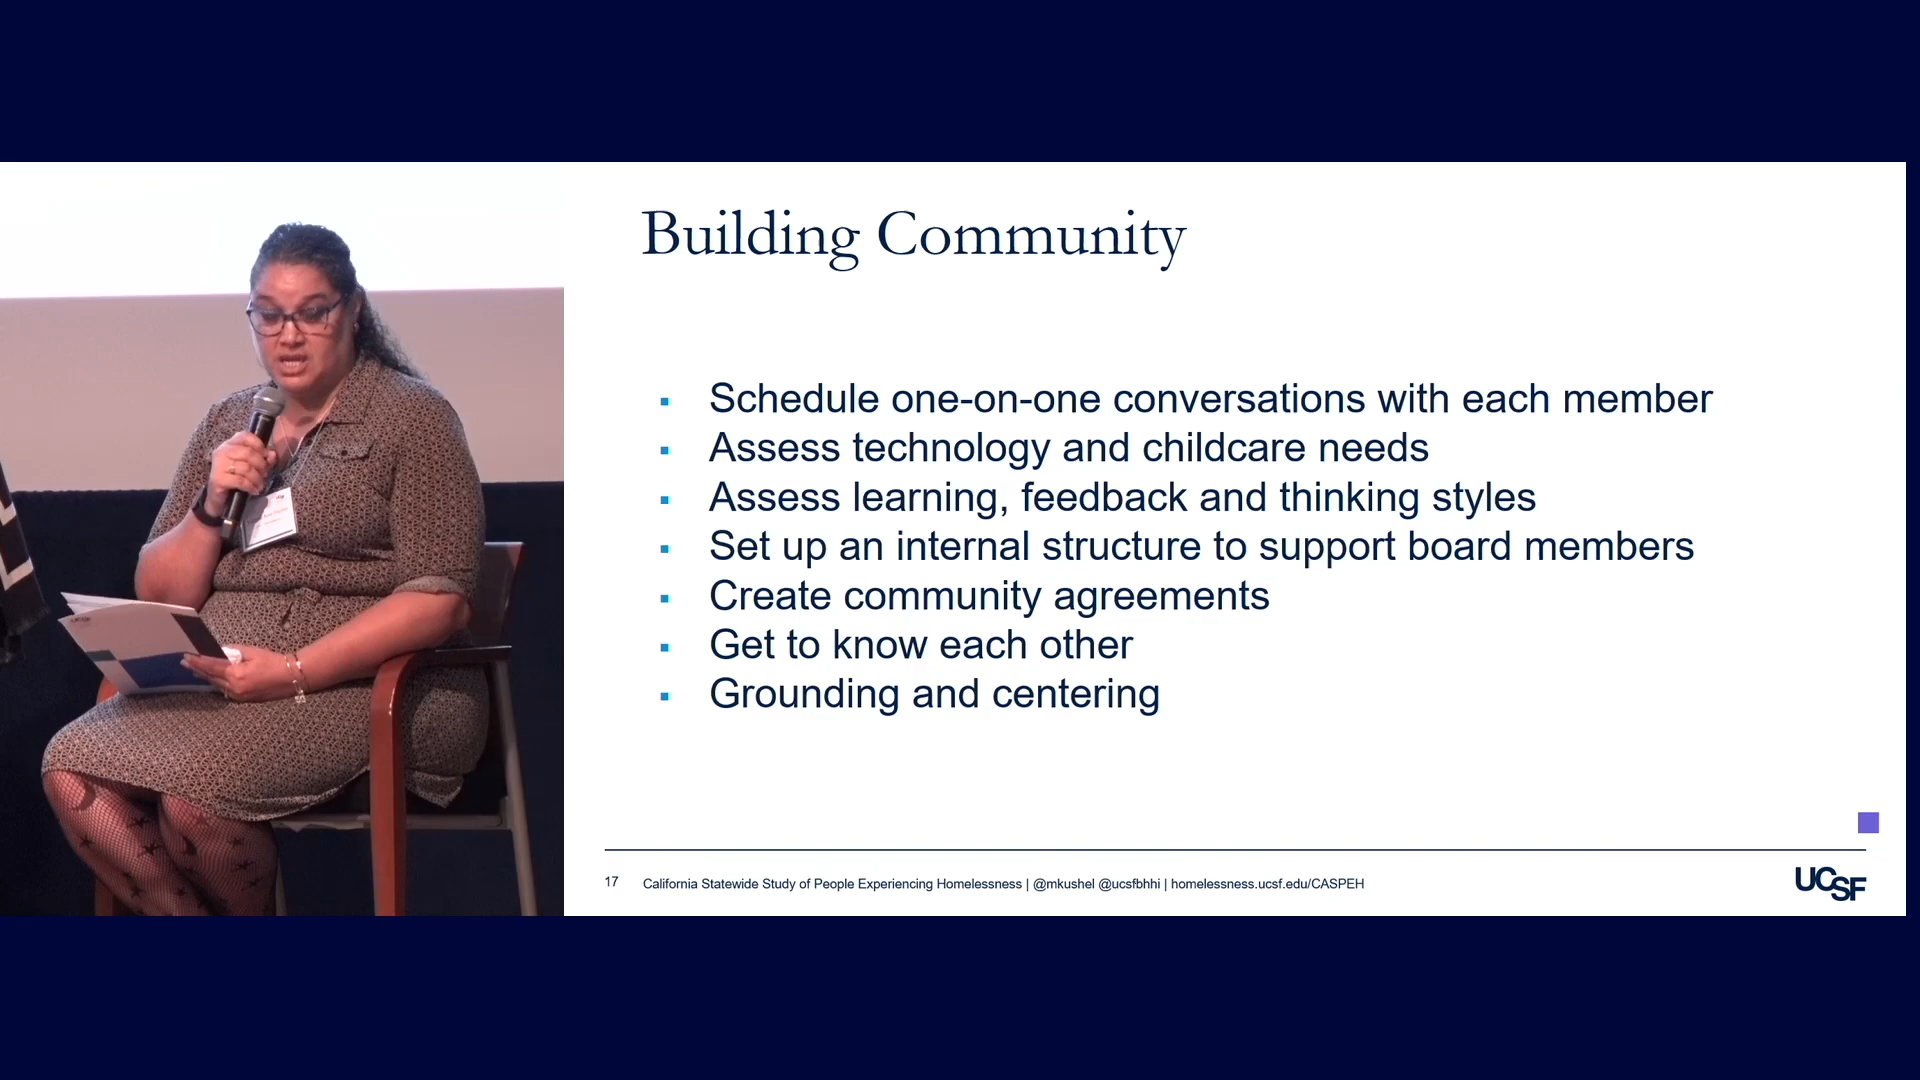 Building Community
Schedule one-on-one conversations with each member
Assess technology and childcare needs
Assess learning, feedback and thinking styles
Set up an internal structure to support board members
Create community agreements
Get to know each other
Grounding and centering
17 California Statewide Study of People Experiencing Homelessness | @mkushel @ucsfbhhi | homelessness.ucsf.edu/CASPEH
UCSF
UCSF